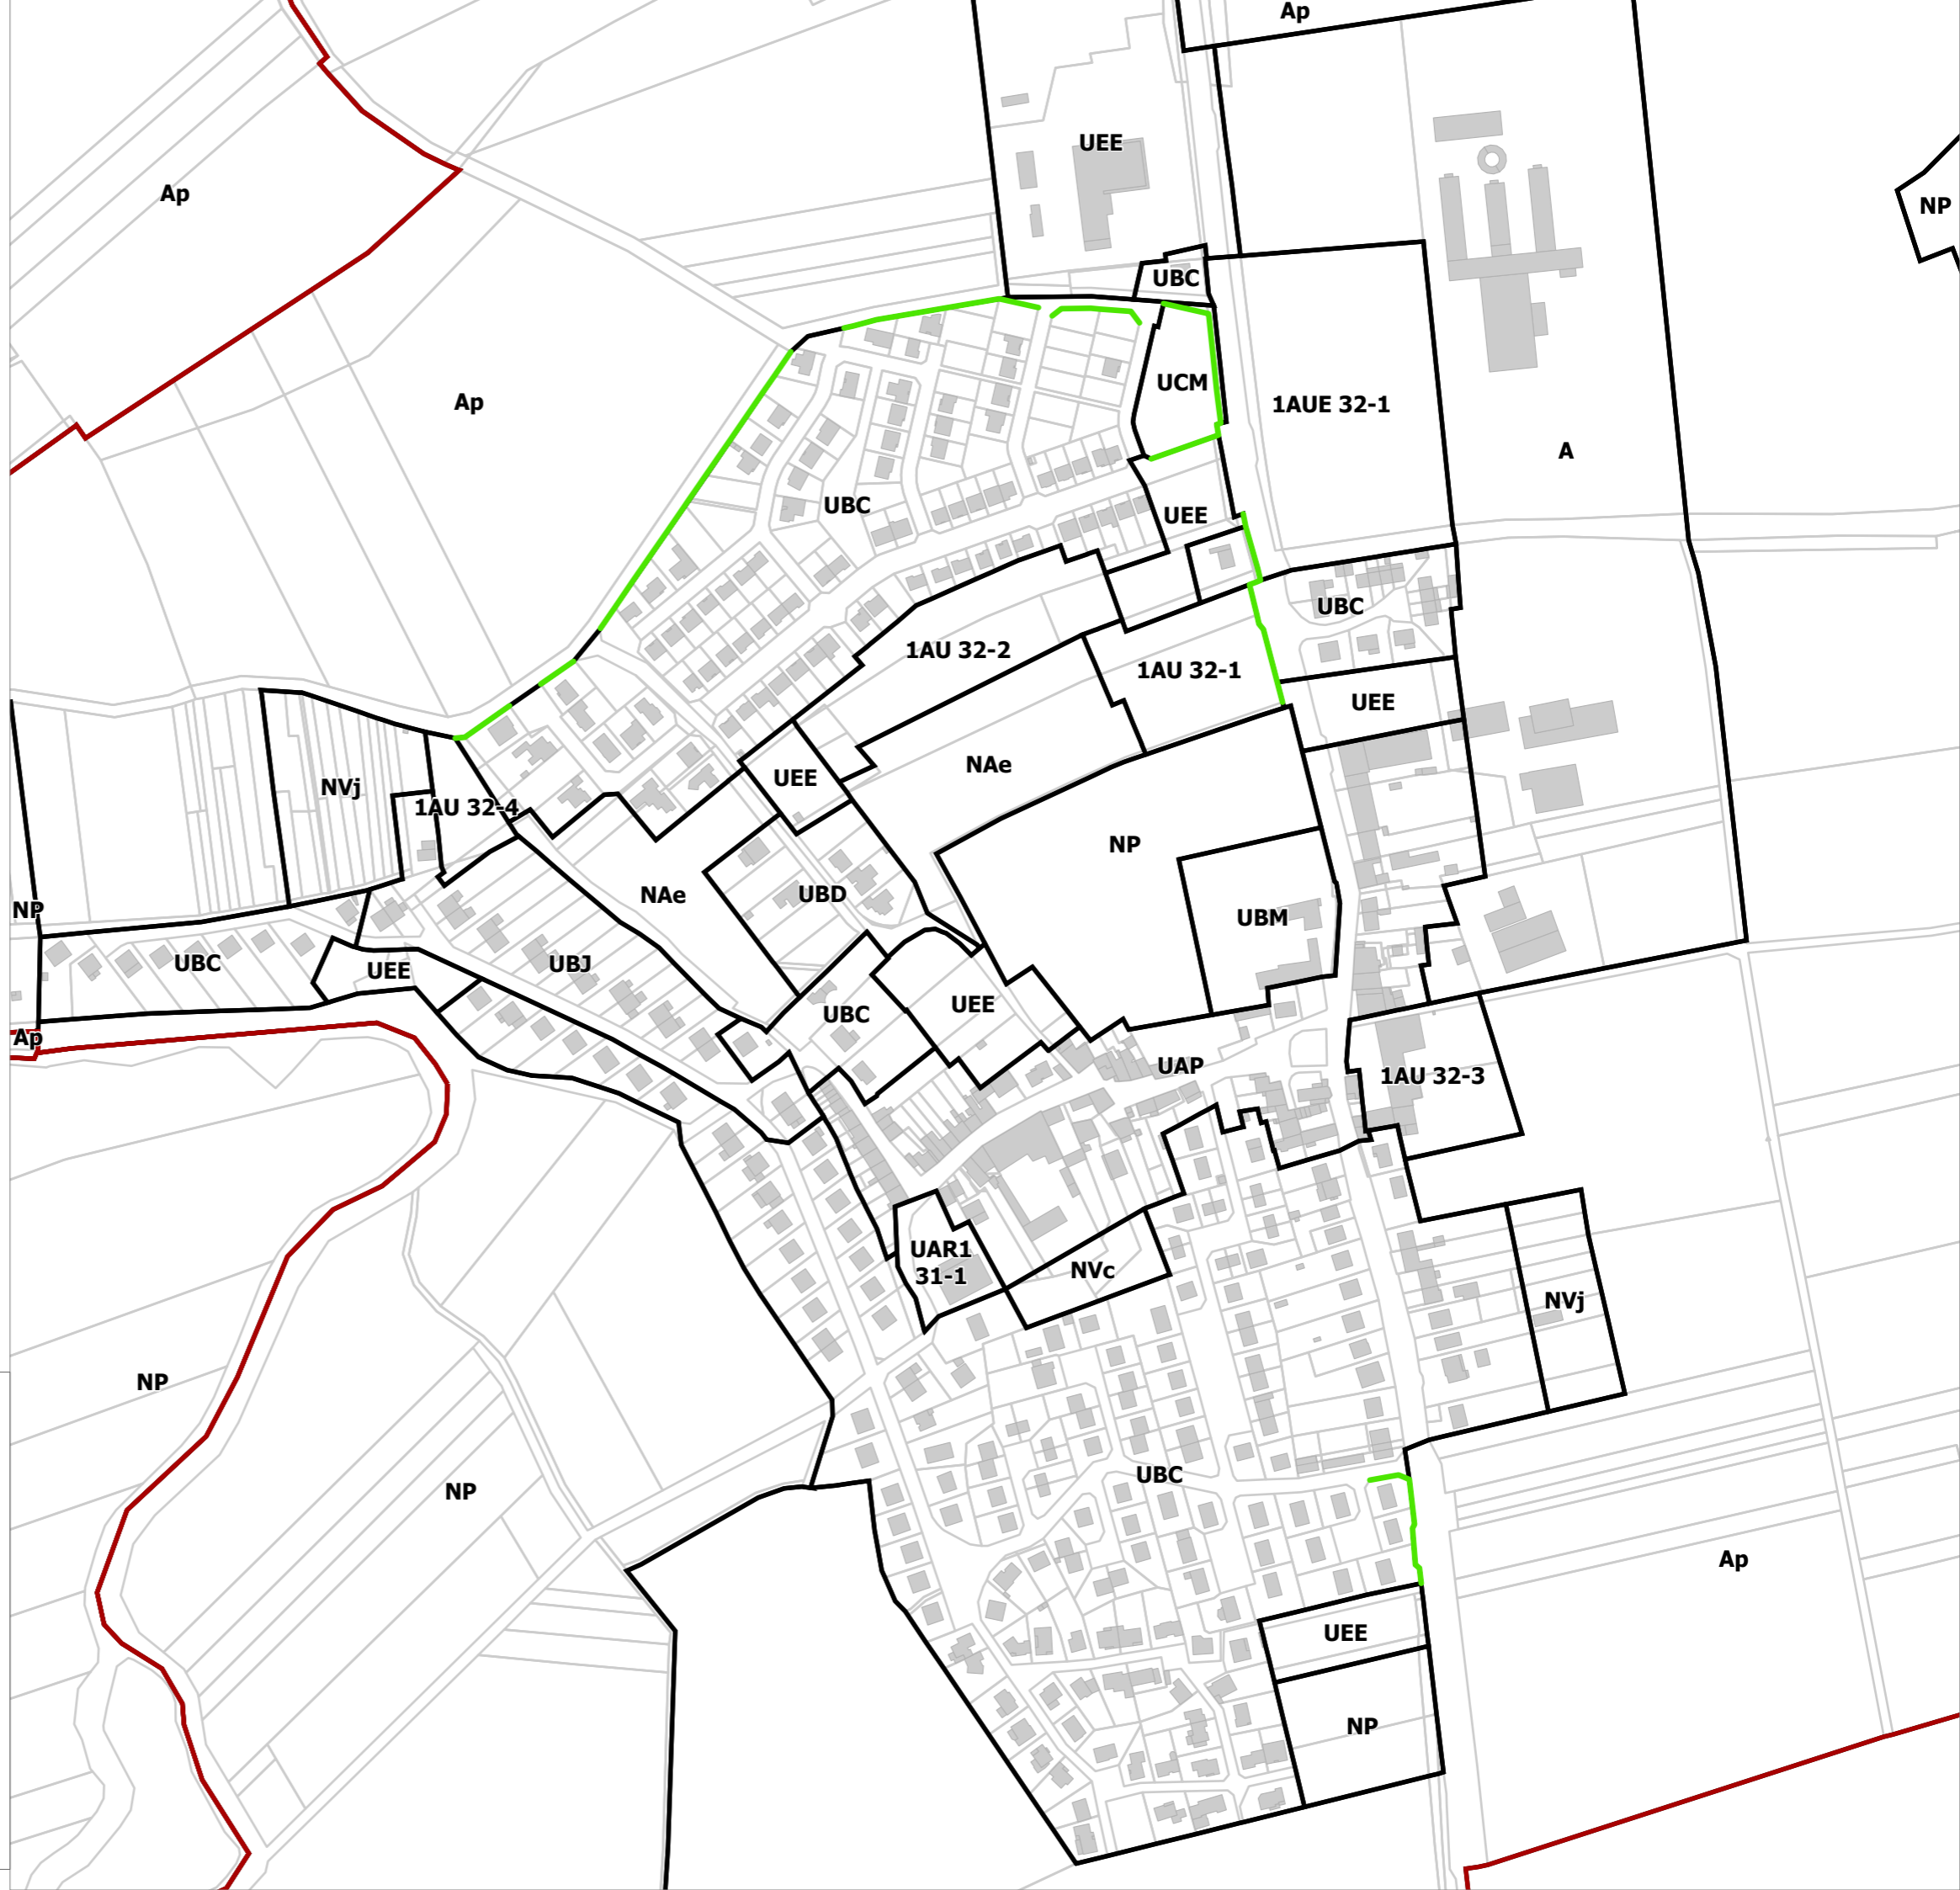 Ap
UEE
Ap
NP
UBC
UCM
1AUE 32-1
Ap
A
UBC
UEE
UBC
1AU 32-2
1AU 32-1
UEE
NAe
UEE
NVj
1AU 32-4
NP
NAe
UBD
UBM
NP
UBC
UEE
UBJ
UEE
UBC
Ap
UAP
1AU 32-3
UAR1
31-1
NVc
NVj
NP
UBC
NP
Ap
UEE
NP